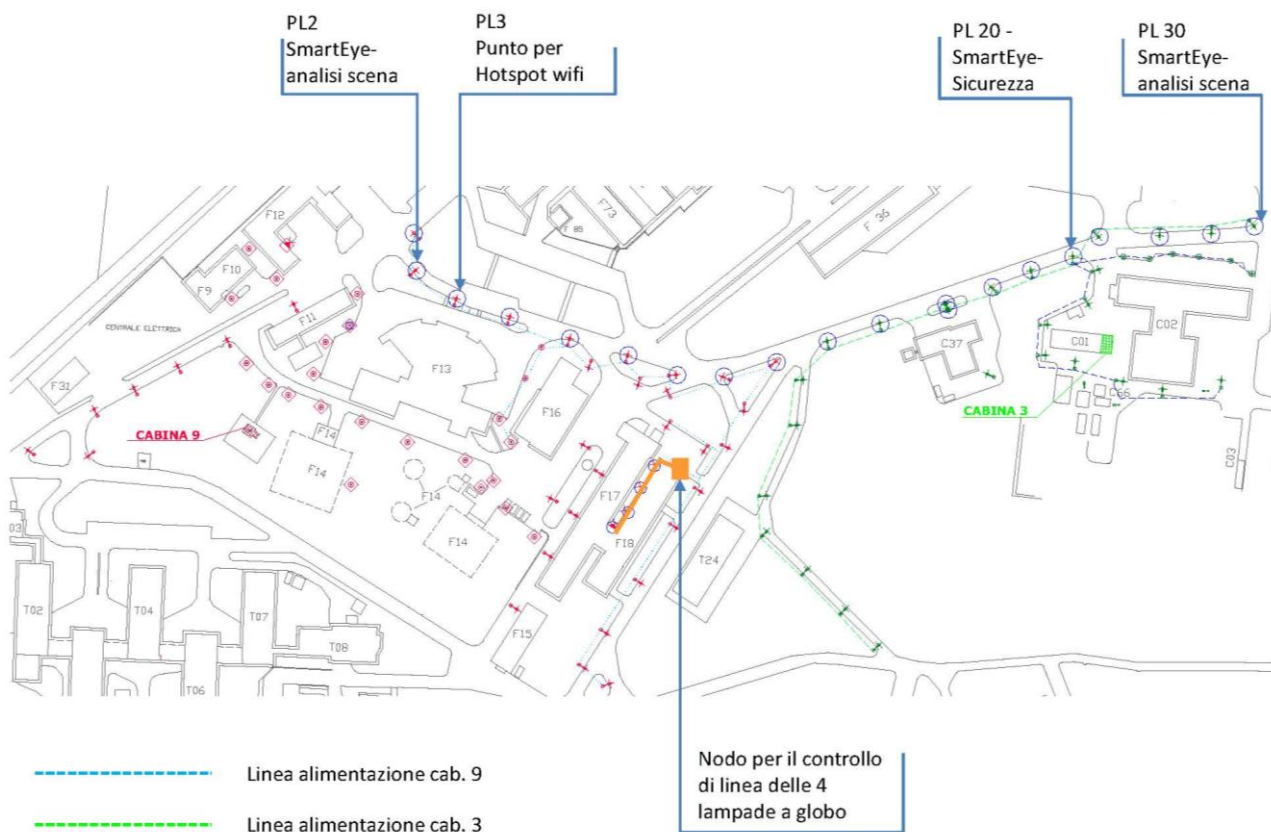 PL2
SmartEye-
analisi scena
PL3
Punto per
Hotspot wifi
PL 20 -
SmartEye-
Sicurezza
PL 30
SmartEye-
analisi scena
F12
F10
F9
F11
CENTRALE ELETTRICA
F31
F13
F16
CABINA 9
F14
F14
F14
F14
F17
F18
F15
F 85
F73
F 36
T24
C37
C01
C02
CABINA 3
C03
T02
T04
T07
T08
T06
Nodo per il controllo
di linea delle 4
lampade a globo
Linea alimentazione cab. 9
Linea alimentazione cab. 3